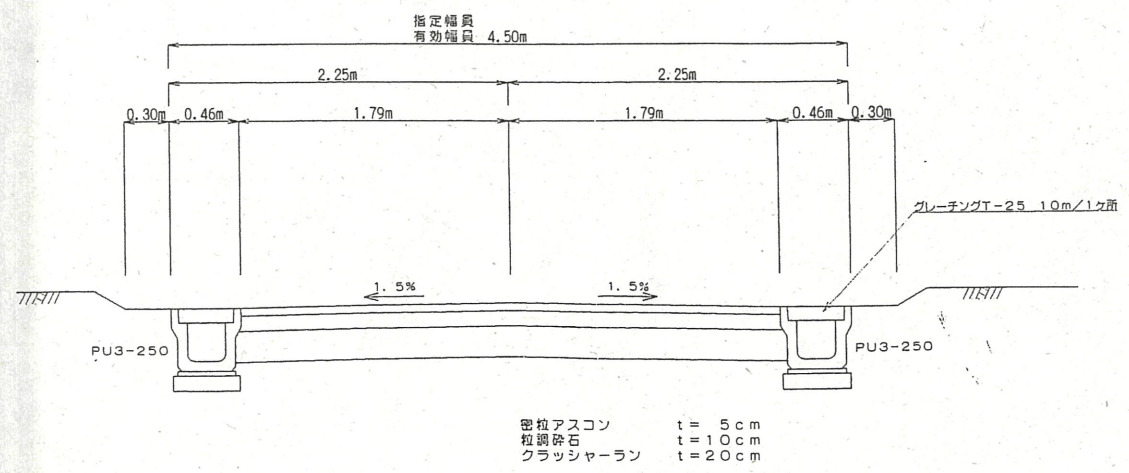 指定幅員
有効幅員 4.50m
2.25m 2.25m
0.30m 0.46m 1.79m 1.79m 0.46m 0.30m
グレーチングT-25 10m/1ヶ所
1.5% 1.5%
PU3-250 PU3-250
密粒アスコン t= 5cm
粒調砕石 t=10cm
クラッシャーラン t=20cm